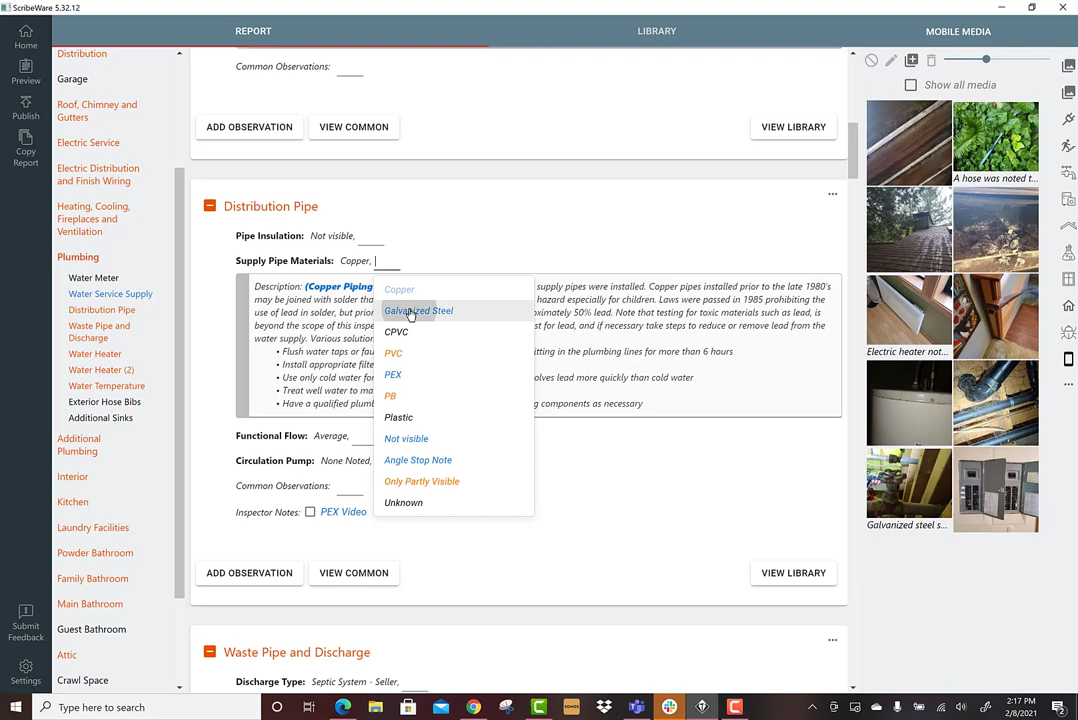 ScribeWare 5.32.12
REPORT
LIBRARY
MOBILE MEDIA
Home
Preview
Publish
Copy
Report
Submit
Feedback
Settings
Distribution
Garage
Roof, Chimney and
Gutters
Electric Service
Electric Distribution
and Finish Wiring
Heating, Cooling,
Fireplaces and
Ventilation
Plumbing
Water Meter
Water Service Supply
Distribution Pipe
Waste Pipe and
Discharge
Water Heater
Water Heater (2)
Water Temperature
Exterior Hose Bibs
Additional Sinks
Additional
Plumbing
Interior
Kitchen
Laundry Facilities
Powder Bathroom
Family Bathroom
Main Bathroom
Guest Bathroom
Attic
Crawl Space
Common Observations:
ADD OBSERVATION
VIEW COMMON
VIEW LIBRARY
Distribution Pipe
Pipe Insulation: Not visible,
Supply Pipe Materials: Copper,
Description: (Copper Piping supply pipes were installed. Copper pipes installed prior to the late 1980's
may be joined with solder tha hazard especially for children. Laws were passed in 1985 prohibiting the
use of lead in solder, but prior oximately 50% lead. Note that testing for toxic materials such as lead, is
beyond the scope of this inspe st for lead, and if necessary take steps to reduce or remove lead from the
water supply. Various solution
• Flush water taps or fau itting in the plumbing lines for more than 6 hours
• Install appropriate filte
• Use only cold water for olves lead more quickly than cold water
• Treat well water to ma
• Have a qualified plumb g components as necessary
Copper
Galvanized Steel
CPVC
PVC
PEX
PB
Plastic
Not visible
Angle Stop Note
Only Partly Visible
Unknown
Functional Flow: Average,
Circulation Pump: None Noted,
Common Observations:
Inspector Notes: PEX Video
ADD OBSERVATION
VIEW COMMON
VIEW LIBRARY
Waste Pipe and Discharge
Discharge Type: Septic System - Seller,
Show all media
A hose was noted t...
Electric heater not...
Galvanized steel s...
Type here to search
2:17 PM
2/8/2021
2